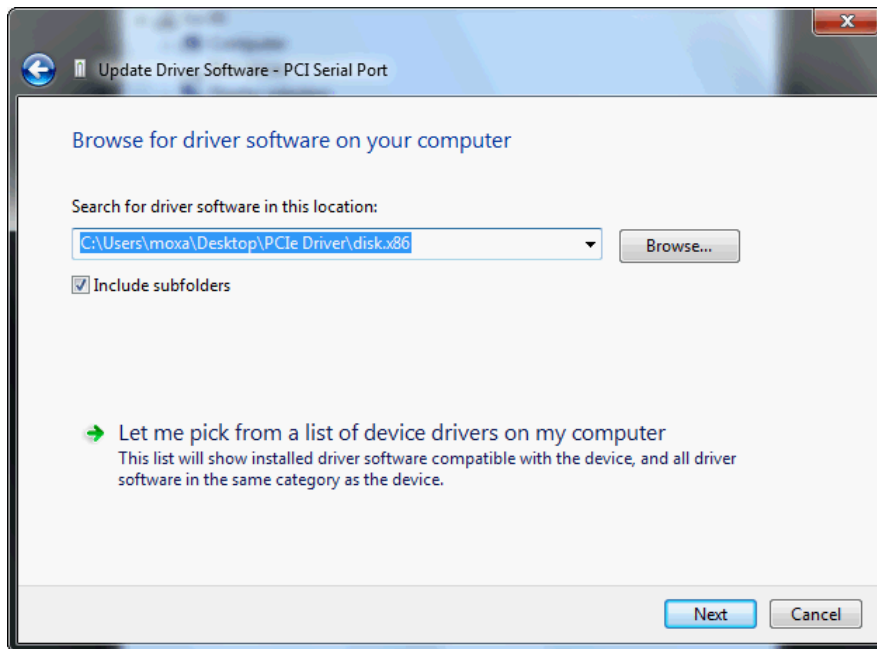 Computer
Update Driver Software - PCI Serial Port
Browse for driver software on your computer
Search for driver software in this location:
C:\Users\moxa\Desktop\PCIe Driver\disk.x86
Browse...
Include subfolders
Let me pick from a list of device drivers on my computer
This list will show installed driver software compatible with the device, and all driver
software in the same category as the device.
Next
Cancel